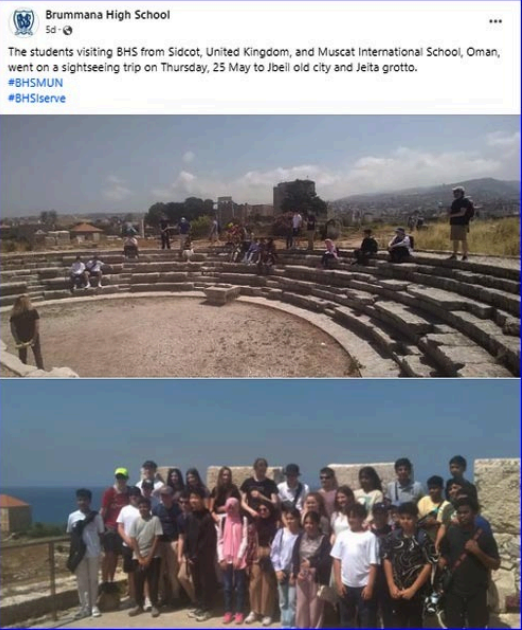 Brummana High School
5d ·
The students visiting BHS from Sidcot, United Kingdom, and Muscat International School, Oman,
went on a sightseeing trip on Thursday, 25 May to Jbeil old city and Jeita grotto.
#BHSMUN
#BHSIserve